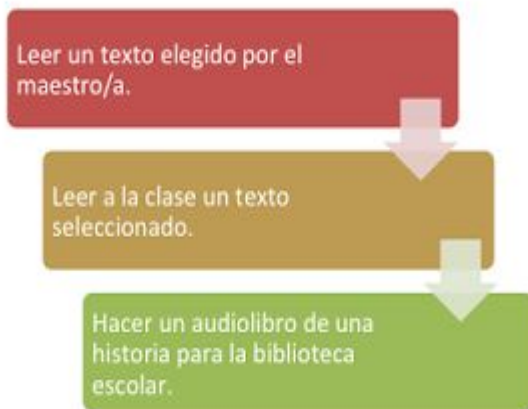 Leer un texto elegido por el
maestro/a.
Leer a la clase un texto
seleccionado.
Hacer un audiolibro de una
historia para la biblioteca
escolar.